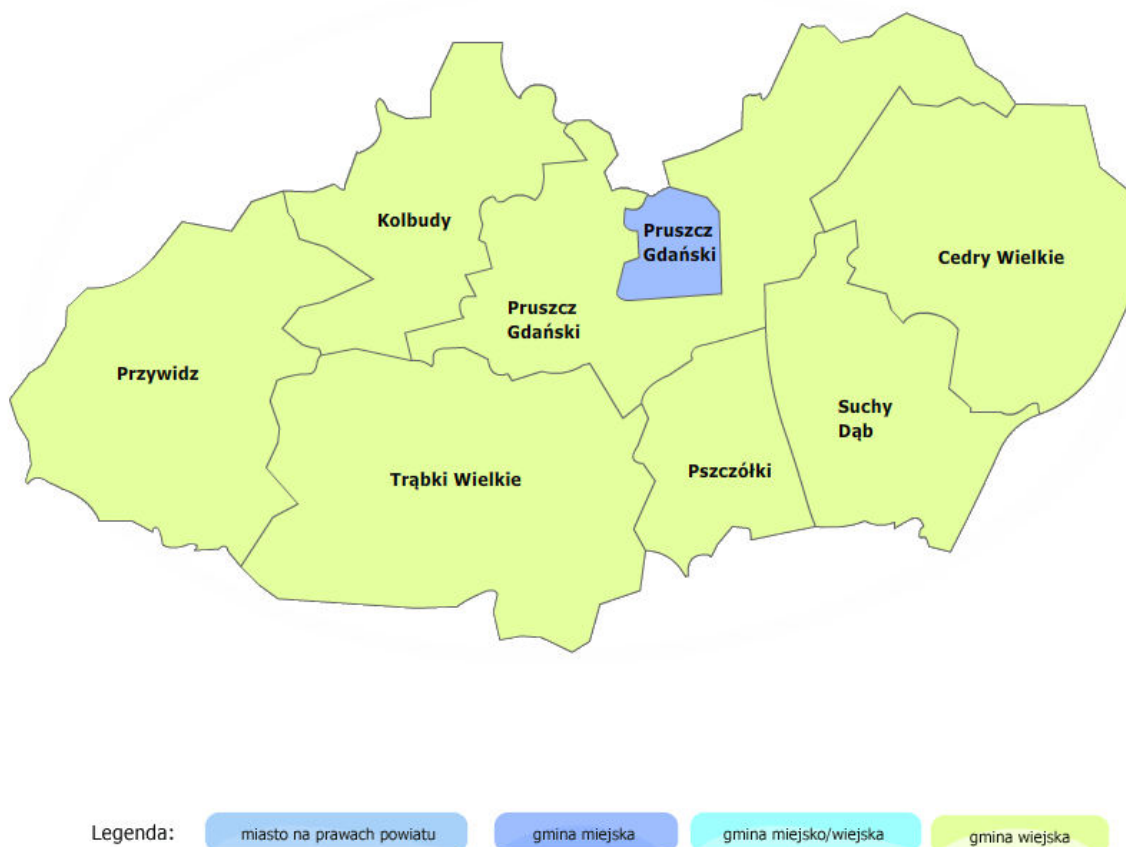 Kolbudy
Pruszcz
Gdański
Cedry Wielkie
Pruszcz
Gdański
Przywidz
Suchy
Dąb
Trąbki Wielkie
Pszczółki
Legenda:
miasto na prawach powiatu
gmina miejska
gmina miejsko/wiejska
gmina wiejska